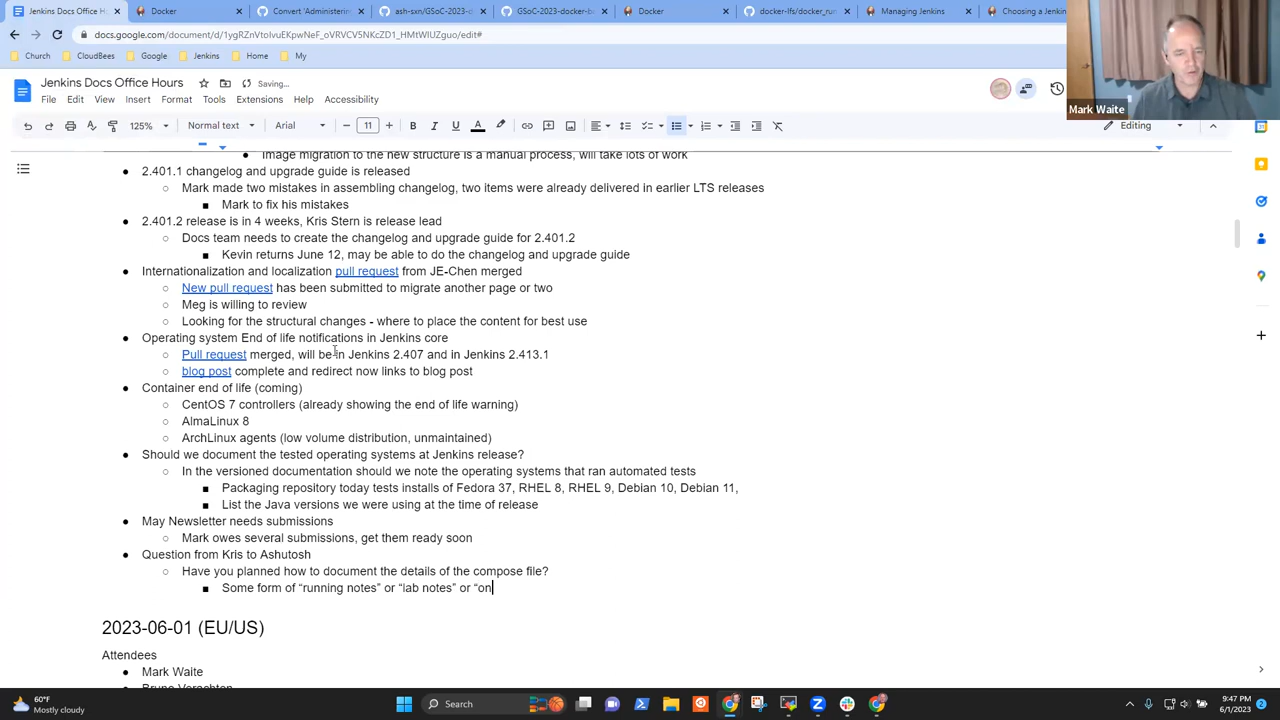 Docker
Convert 'Administerin
ash-sxn/GSoC-2023-d
GSoC-2023-docker-b
Docker
docker-lfs/docker_run
Managing Jenkins
Choosing a Jenkin
docs.google.com/document/d/1ygRZnVtoIvuEKpwNeF_oVRVCV5NKcZD1_HMtWIUZguo/edit#
Church
CloudBees
Google
Jenkins
Home
My
Jenkins Docs Office Hours
Saving...
File Edit View Insert Format Tools Extensions Help Accessibility
Mark Waite
125% Normal text Arial 11 Editing
Image migration to the new structure is a manual process, will take lots of work
2.401.1 changelog and upgrade guide is released
Mark made two mistakes in assembling changelog, two items were already delivered in earlier LTS releases
Mark to fix his mistakes
2.401.2 release is in 4 weeks, Kris Stern is release lead
Docs team needs to create the changelog and upgrade guide for 2.401.2
Kevin returns June 12, may be able to do the changelog and upgrade guide
Internationalization and localization pull request from JE-Chen merged
New pull request has been submitted to migrate another page or two
Meg is willing to review
Looking for the structural changes - where to place the content for best use
Operating system End of life notifications in Jenkins core
Pull request merged, will be in Jenkins 2.407 and in Jenkins 2.413.1
blog post complete and redirect now links to blog post
Container end of life (coming)
CentOS 7 controllers (already showing the end of life warning)
AlmaLinux 8
ArchLinux agents (low volume distribution, unmaintained)
Should we document the tested operating systems at Jenkins release?
In the versioned documentation should we note the operating systems that ran automated tests
Packaging repository today tests installs of Fedora 37, RHEL 8, RHEL 9, Debian 10, Debian 11,
List the Java versions we were using at the time of release
May Newsletter needs submissions
Mark owes several submissions, get them ready soon
Question from Kris to Ashutosh
Have you planned how to document the details of the compose file?
Some form of “running notes” or “lab notes” or “on
2023-06-01 (EU/US)
Attendees
Mark Waite
60°F
Mostly cloudy
Search
9:47 PM
6/1/2023
2